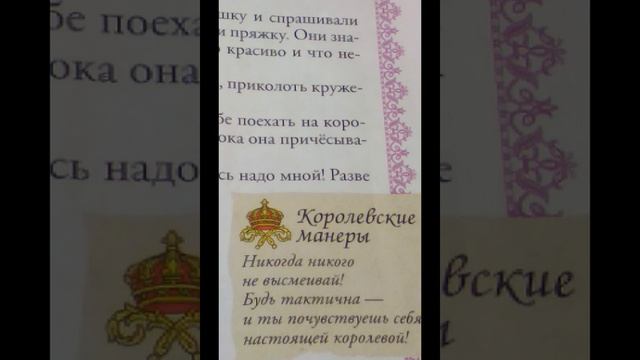 шку и спрашивали
и пряжку. Они зна-
о красиво и что не-
, приколоть круже-
бе поехать на коро-
ока она причёсыва-
сь надо мной! Разве
Королевские
манеры
Никогда никого
не высмеивай!
Будь тактична —
и ты почувствуешь себя
настоящей королевой!